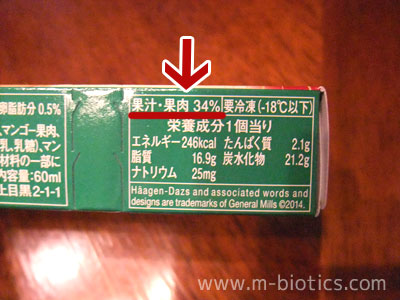 卵脂肪分 0.5%
、マンゴー果肉、
乳、乳糖)、マン
材料の一部に
内容量:60ml
上目黒2-1-1
果汁・果肉 34% 要冷凍(-18℃以下)
栄養成分1個当り
エネルギー246kcal たんぱく質 2.1g
脂質 16.9g 炭水化物 21.2g
ナトリウム 25mg
Häagen-Dazs and associated words and
designs are trademarks of General Mills ©2014.
www.m-biotics.com